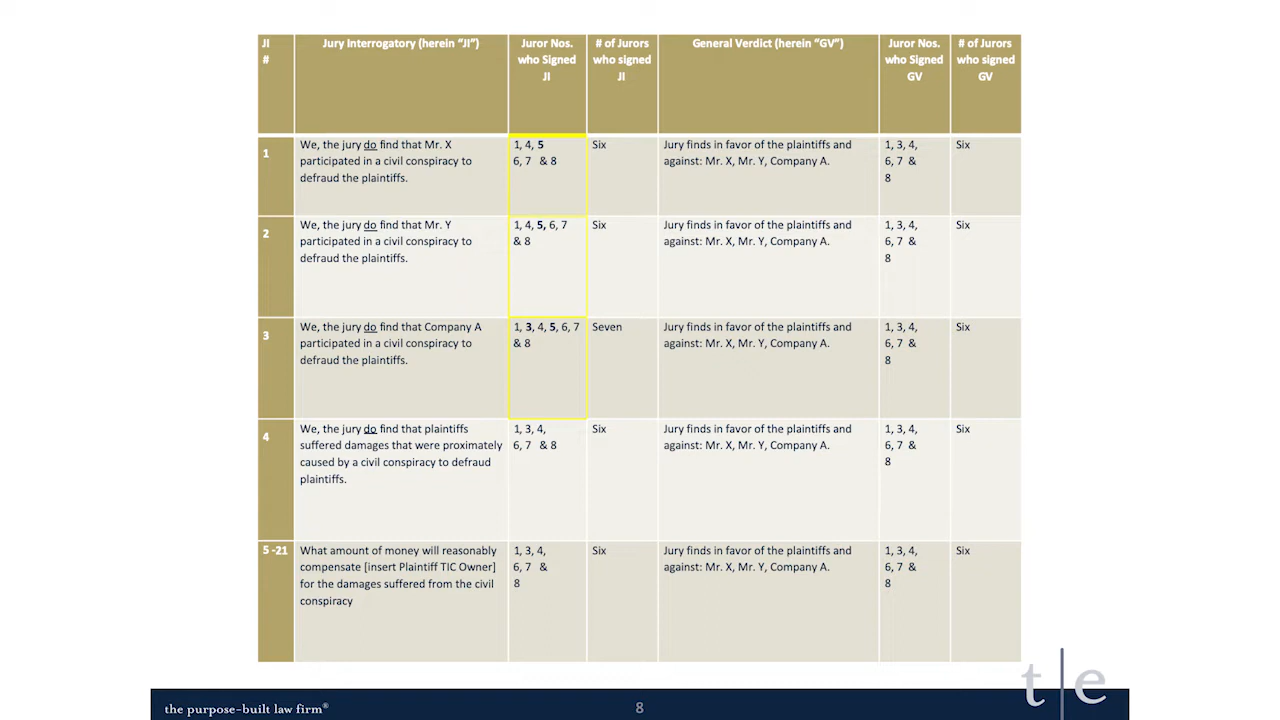 JI
#
Jury Interrogatory (herein “JI”)
Juror Nos.
who Signed
JI
# of Jurors
who signed
JI
General Verdict (herein “GV”)
Juror Nos.
who Signed
GV
# of Jurors
who signed
GV
1
We, the jury do find that Mr. X
participated in a civil conspiracy to
defraud the plaintiffs.
1, 4, 5
6, 7 & 8
Six
Jury finds in favor of the plaintiffs and
against: Mr. X, Mr. Y, Company A.
1, 3, 4,
6, 7 &
8
Six
2
We, the jury do find that Mr. Y
participated in a civil conspiracy to
defraud the plaintiffs.
1, 4, 5, 6, 7
& 8
Six
Jury finds in favor of the plaintiffs and
against: Mr. X, Mr. Y, Company A.
1, 3, 4,
6, 7 &
8
Six
3
We, the jury do find that Company A
participated in a civil conspiracy to
defraud the plaintiffs.
1, 3, 4, 5, 6, 7
& 8
Seven
Jury finds in favor of the plaintiffs and
against: Mr. X, Mr. Y, Company A.
1, 3, 4,
6, 7 &
8
Six
4
We, the jury do find that plaintiffs
suffered damages that were proximately
caused by a civil conspiracy to defraud
plaintiffs.
1, 3, 4,
6, 7 & 8
Six
Jury finds in favor of the plaintiffs and
against: Mr. X, Mr. Y, Company A.
1, 3, 4,
6, 7 &
8
Six
5 -21
What amount of money will reasonably
compensate [insert Plaintiff TIC Owner]
for the damages suffered from the civil
conspiracy
1, 3, 4,
6, 7 &
8
Six
Jury finds in favor of the plaintiffs and
against: Mr. X, Mr. Y, Company A.
1, 3, 4,
6, 7 &
8
Six
t|e
the purpose-built law firm®
8